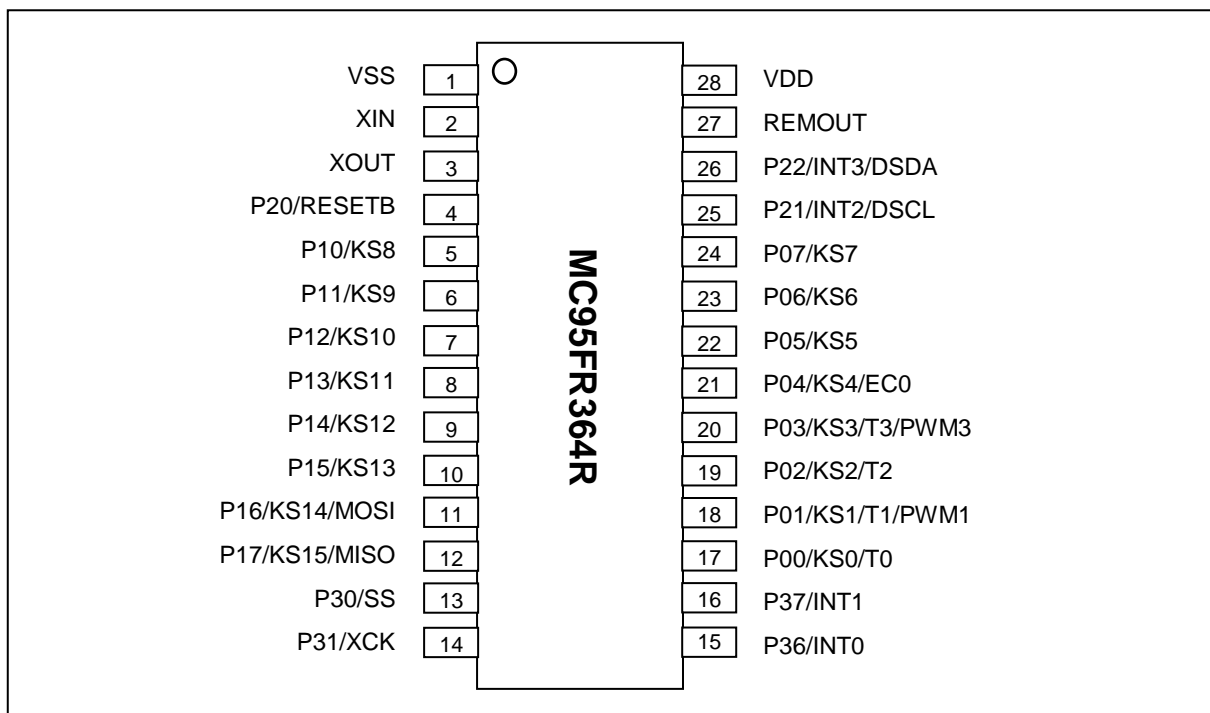 VSS 1 28 VDD
XIN 2 27 REMOUT
XOUT 3 26 P22/INT3/DSDA
P20/RESETB 4 25 P21/INT2/DSCL
P10/KS8 5 24 P07/KS7
P11/KS9 6 23 P06/KS6
P12/KS10 7 22 P05/KS5
P13/KS11 8 21 P04/KS4/EC0
P14/KS12 9 20 P03/KS3/T3/PWM3
P15/KS13 10 19 P02/KS2/T2
P16/KS14/MOSI 11 18 P01/KS1/T1/PWM1
P17/KS15/MISO 12 17 P00/KS0/T0
P30/SS 13 16 P37/INT1
P31/XCK 14 15 P36/INT0
MC95FR364R